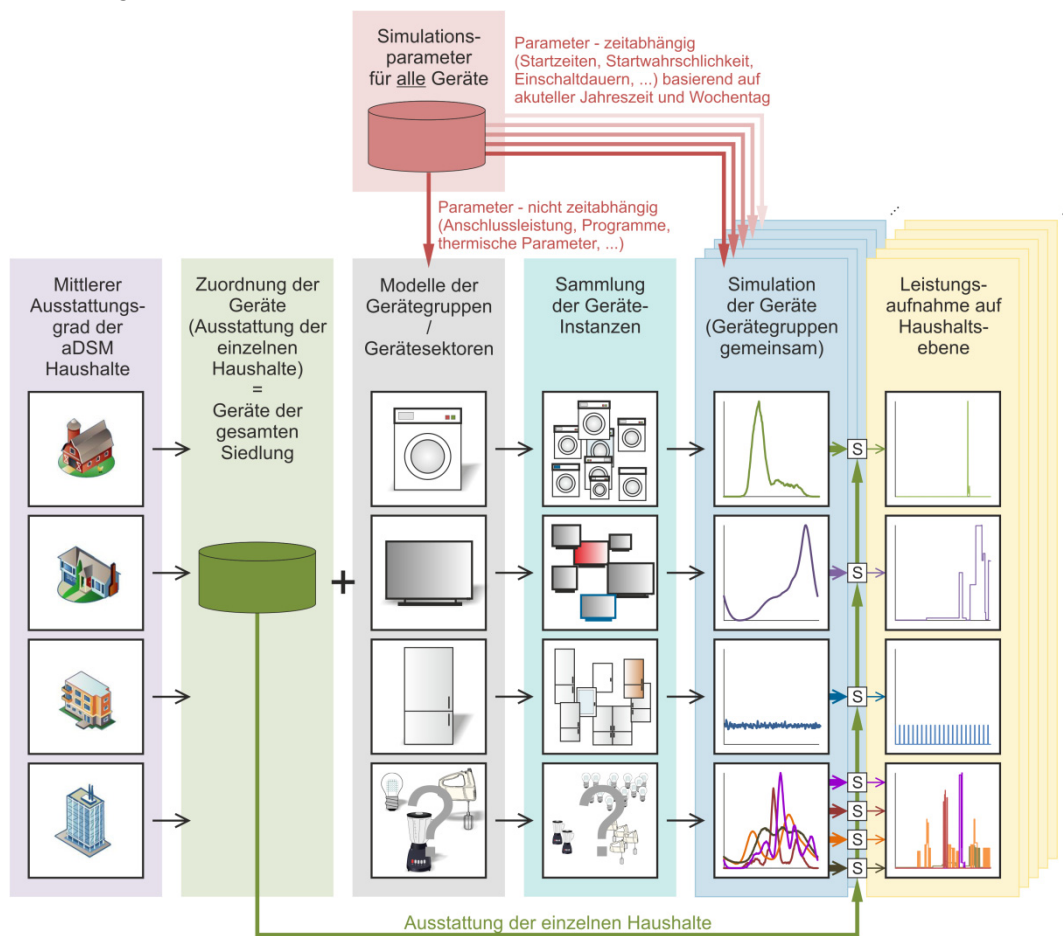 Simulations-
parameter
für alle Geräte
Parameter - zeitabhängig
(Startzeiten, Startwahrschlichkeit,
Einschaltdauern, ...) basierend auf
akuteller Jahreszeit und Wochentag
Parameter - nicht zeitabhängig
(Anschlussleistung, Programme,
thermische Parameter, ...)
Mittlerer
Ausstattungs-
grad der
aDSM
Haushalte
Zuordnung der
Geräte
(Ausstattung der
einzelnen
Haushalte)
=
Geräte der
gesamten
Siedlung
Modelle der
Gerätegruppen
/
Gerätesektoren
Sammlung
der Geräte-
Instanzen
Simulation
der Geräte
(Gerätegruppen
gemeinsam)
Leistungs-
aufnahme auf
Haushalts-
ebene
S
+
S
S
?
?
S
S
S
S
Ausstattung der einzelnen Haushalte